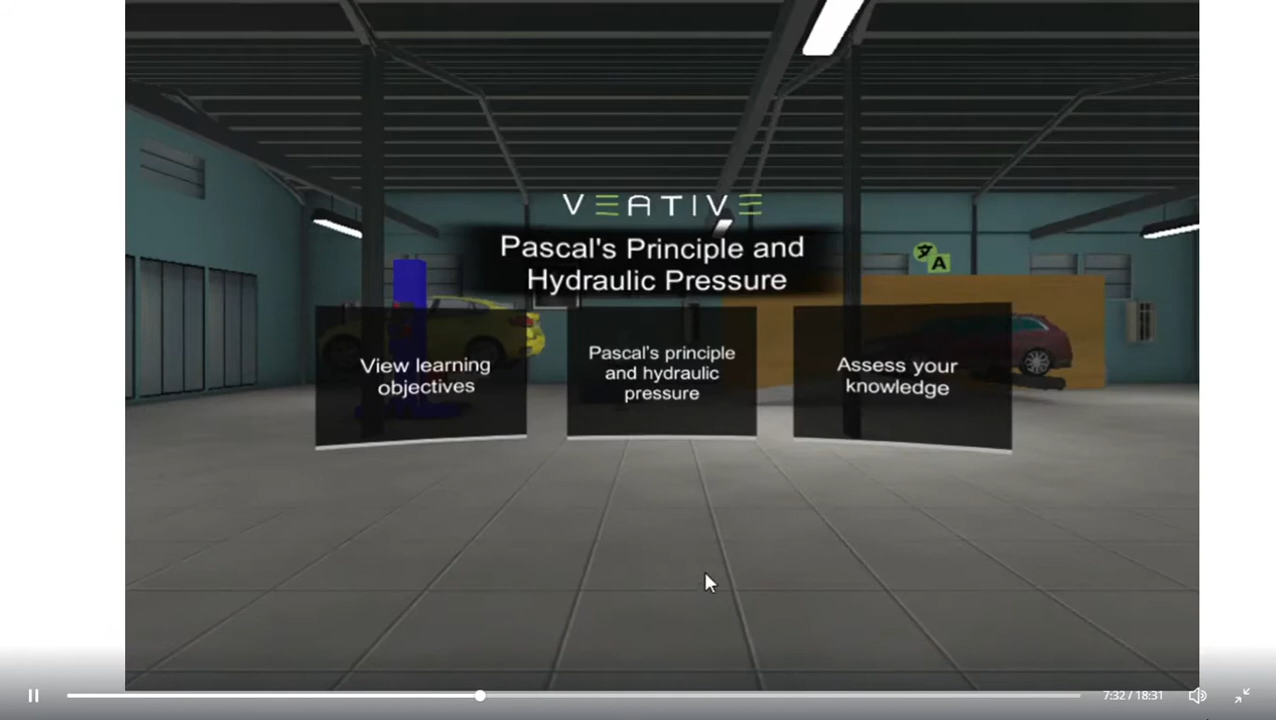 VEATIVE
Pascal's Principle and
Hydraulic Pressure
A
View learning
objectives
Pascal's principle
and hydraulic
pressure
Assess your
knowledge
7:32 / 18:31